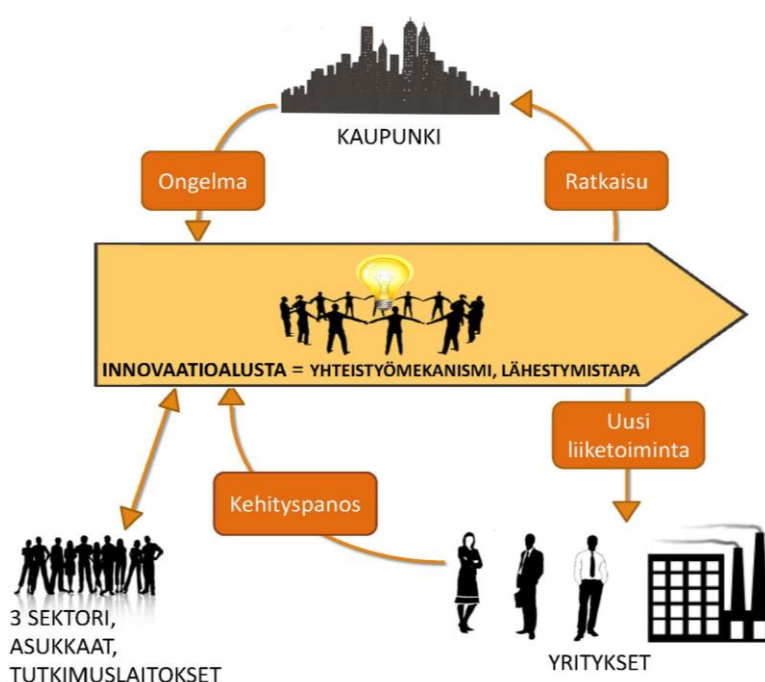 KAUPUNKI
Ongelma
Ratkaisu
INNOVAATIOALUSTA = YHTEISTYÖMEKANISMI, LÄHESTYMISTAPA
Uusi
liiketoiminta
Kehityspanos
3 SEKTORI,
ASUKKAAT,
TUTKIMUSLAITOKSET
YRITYKSET